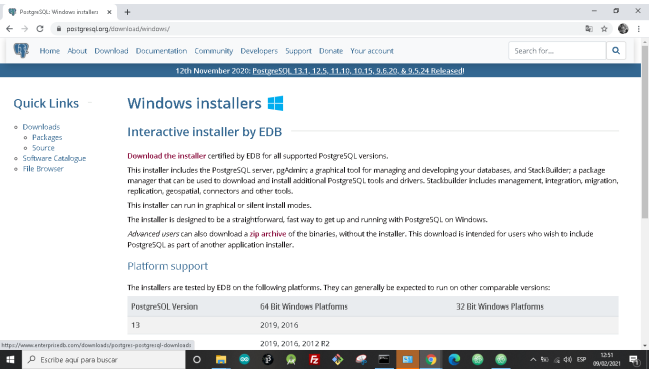 PostgreSQL: Windows installers
postgresql.org/download/windows/
Home About Download Documentation Community Developers Support Donate Your account
Search for...
12th November 2020: PostgreSQL 13.1, 12.5, 11.10, 10.15, 9.6.20, & 9.5.24 Released!
Quick Links
Downloads
Packages
Source
Software Catalogue
File Browser
Windows installers
Interactive installer by EDB
Download the installer certified by EDB for all supported PostgreSQL versions.
This installer includes the PostgreSQL server, pgAdmin; a graphical tool for managing and developing your databases, and StackBuilder; a package
manager that can be used to download and install additional PostgreSQL tools and drivers. Stackbuilder includes management, integration, migration,
replication, geospatial, connectors and other tools.
This installer can run in graphical or silent install modes.
The installer is designed to be a straightforward, fast way to get up and running with PostgreSQL on Windows.
Advanced users can also download a zip archive of the binaries, without the installer. This download is intended for users who wish to include
PostgreSQL as part of another application installer.
Platform support
The installers are tested by EDB on the following platforms. They can generally be expected to run on other comparable versions:
PostgreSQL Version 64 Bit Windows Platforms 32 Bit Windows Platforms
13 2019, 2016
2019, 2016, 2012 R2
https://www.enterprisedb.com/downloads/postgres-postgresql-downloads
Escribe aquí para buscar
ESP
12:51
09/02/2021